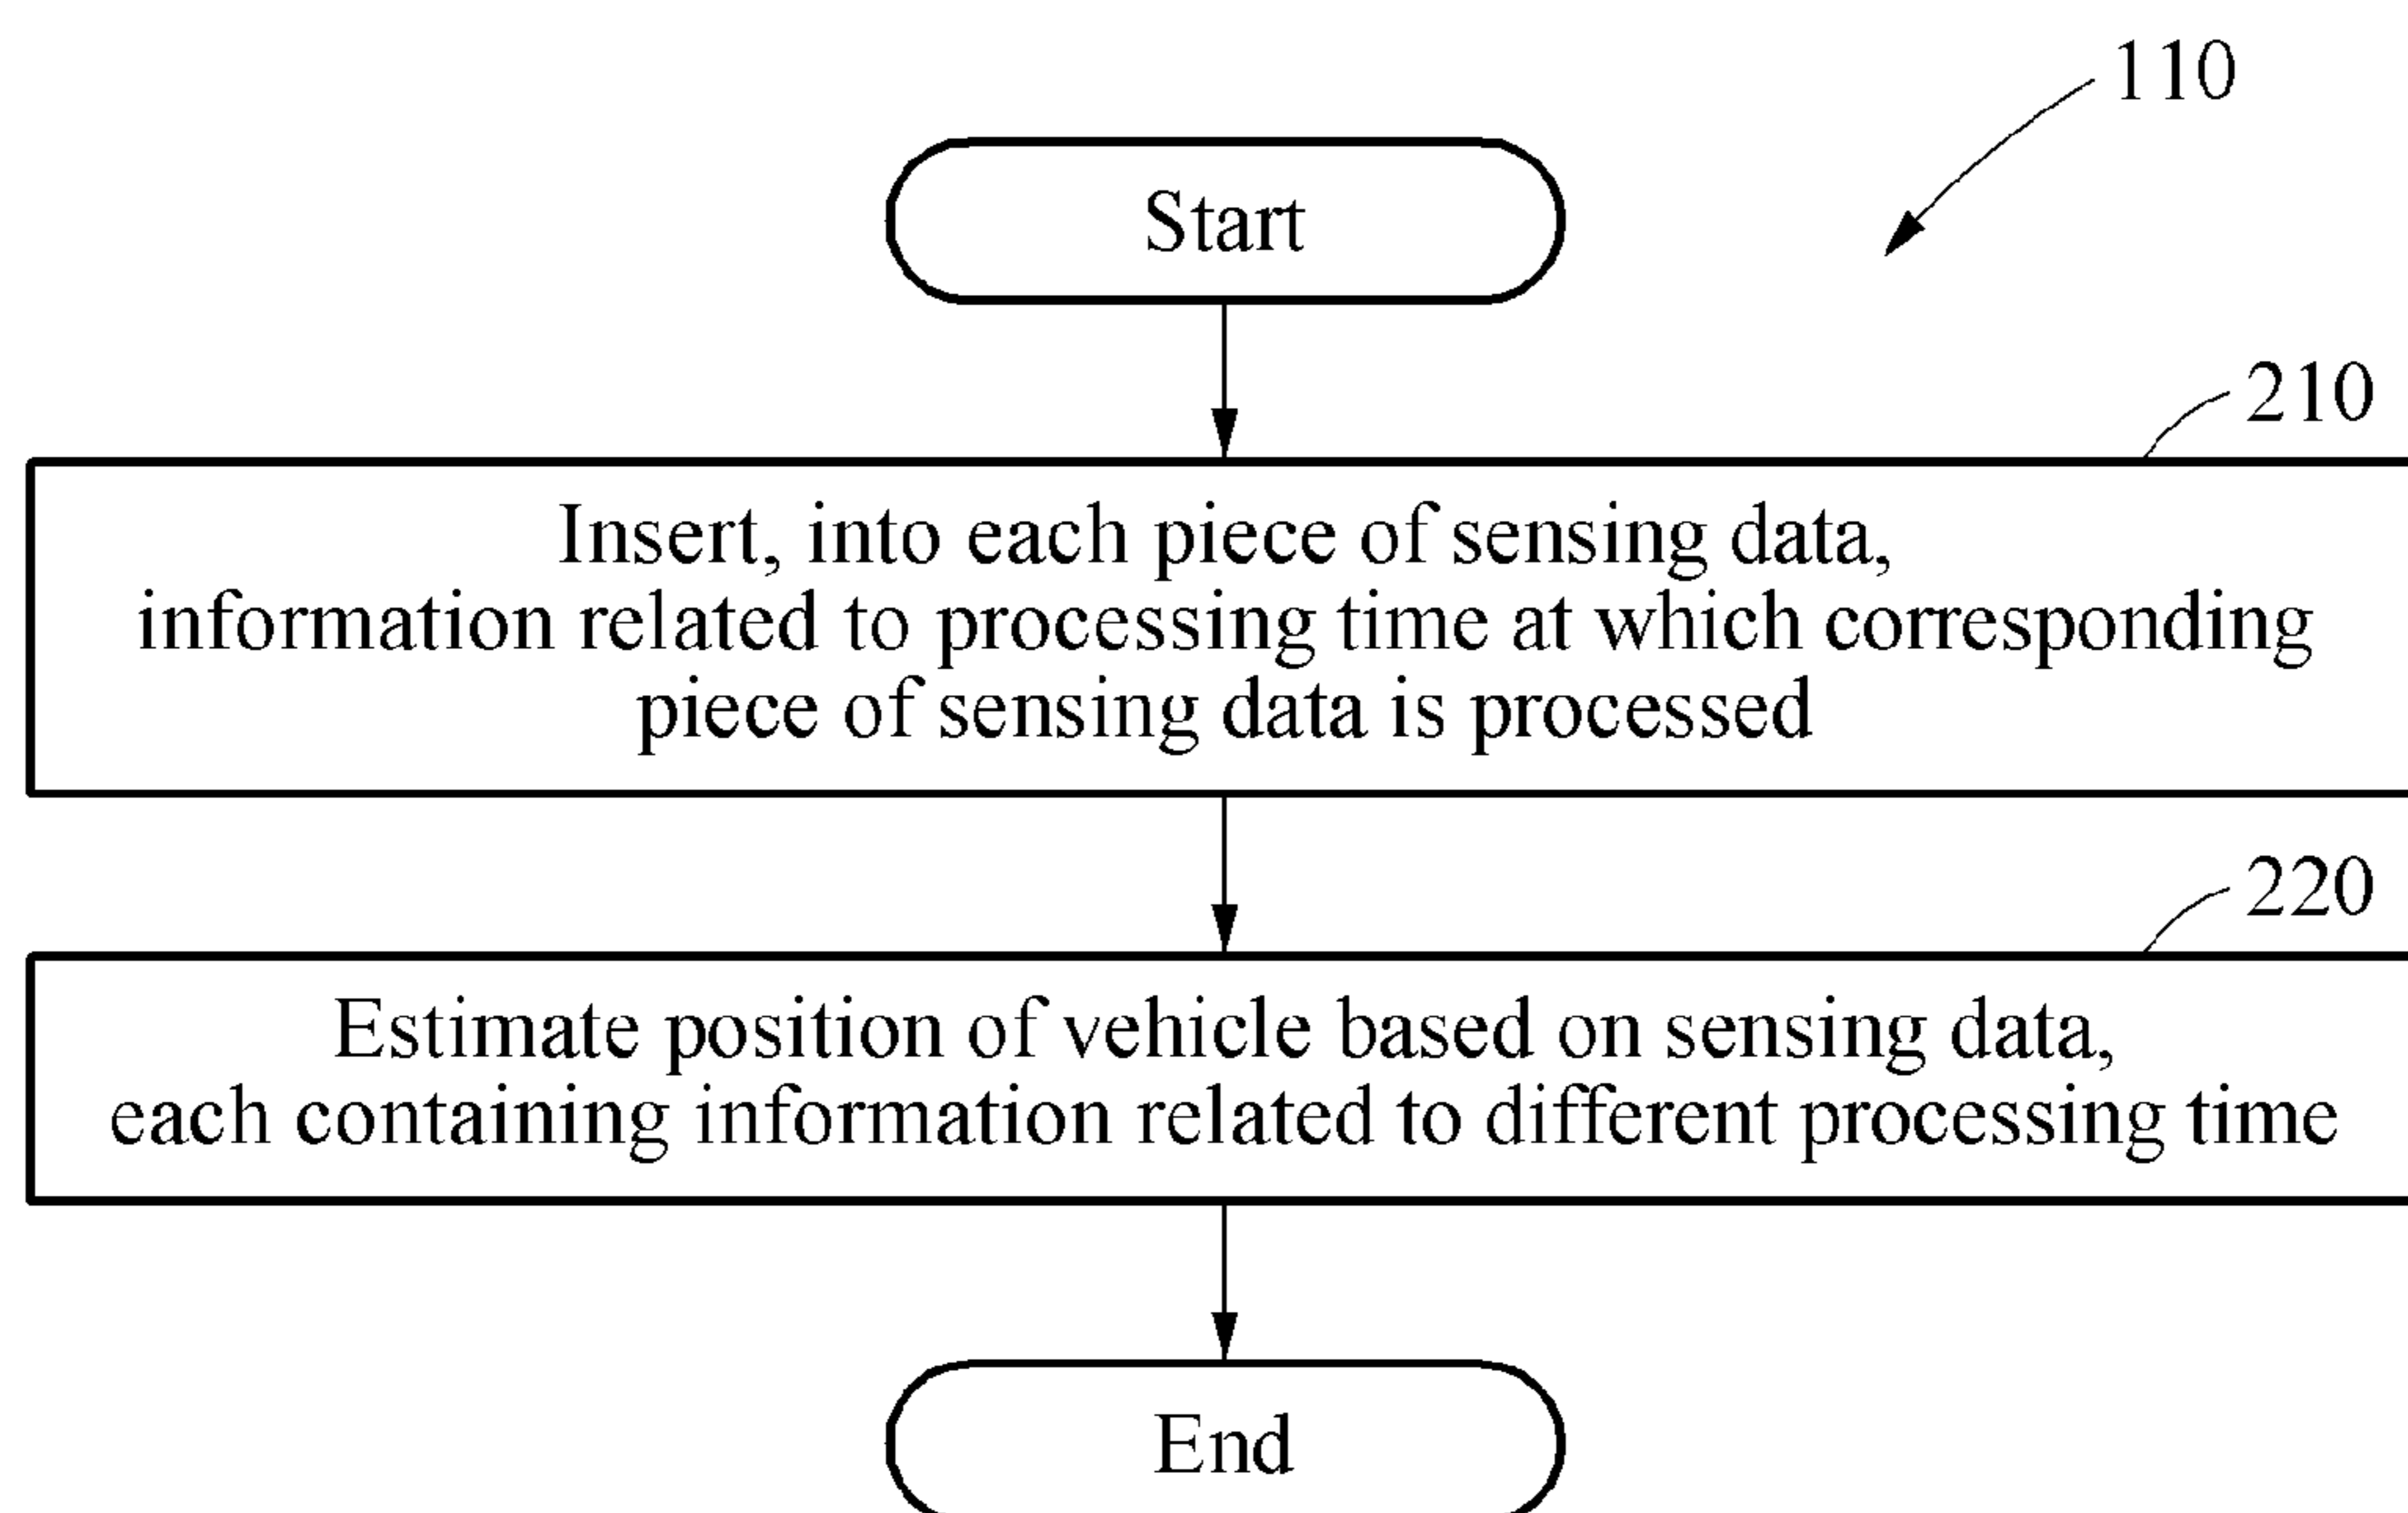 110
Start
210
Insert, into each piece of sensing data,
information related to processing time at which corresponding
piece of sensing data is processed
220
Estimate position of vehicle based on sensing data,
each containing information related to different processing time
End